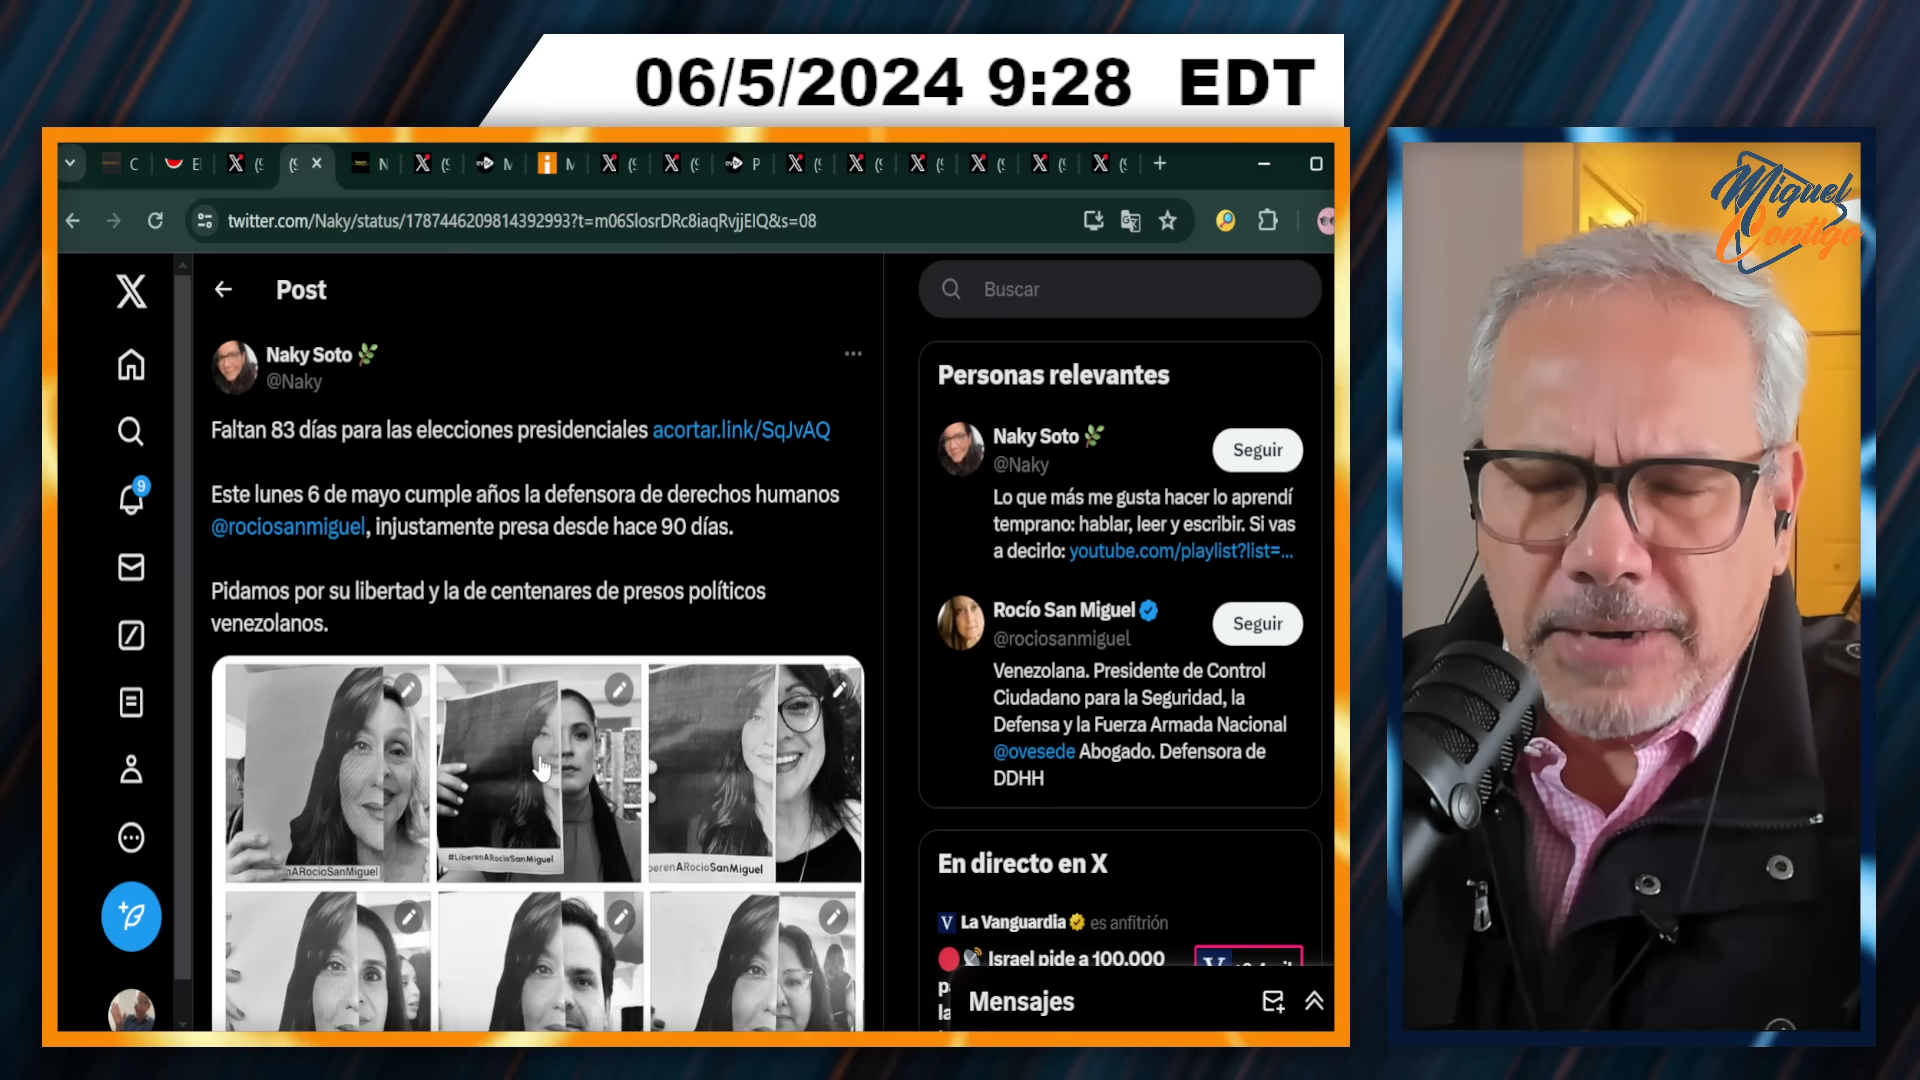 06/5/2024 9:28 EDT
Miguel
Contigo
twitter.com/Naky/status/1787446209814392993?t=m06SlosrDRc8iaqRvjjEIQ&s=08
Post
Naky Soto
@Naky
Faltan 83 días para las elecciones presidenciales acortar.link/SqJvAQ
Este lunes 6 de mayo cumple años la defensora de derechos humanos
@rociosanmiguel, injustamente presa desde hace 90 días.
Pidamos por su libertad y la de centenares de presos políticos
venezolanos.
nARocioSanMiguel
#LiberenARocioSanMiguel
berenARocioSanMiguel
9
Buscar
Personas relevantes
Naky Soto
@Naky
Seguir
Lo que más me gusta hacer lo aprendí
temprano: hablar, leer y escribir. Si vas
a decirlo: youtube.com/playlist?list=...
Rocío San Miguel
@rociosanmiguel
Seguir
Venezolana. Presidente de Control
Ciudadano para la Seguridad, la
Defensa y la Fuerza Armada Nacional
@ovesede Abogado. Defensora de
DDHH
En directo en X
La Vanguardia es anfitrión
Israel pide a 100.000
Mensajes